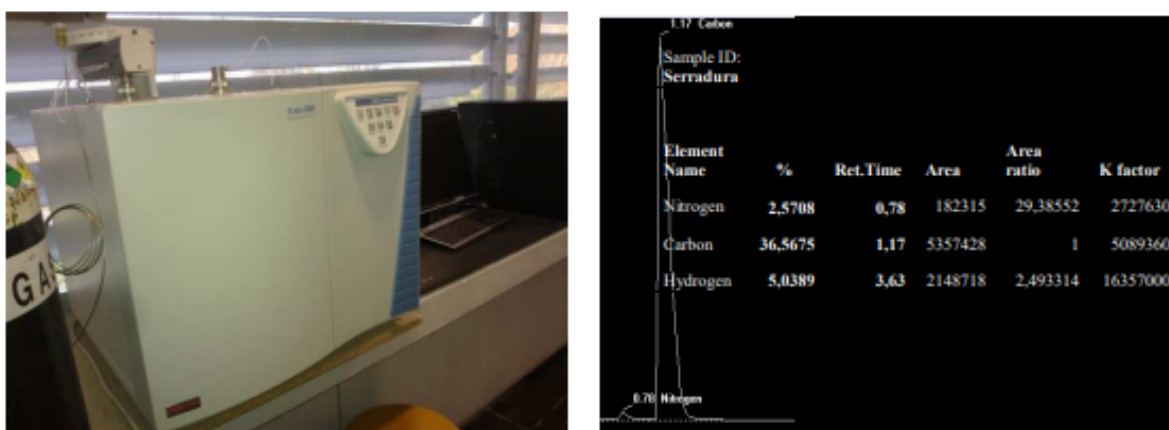 GA
1.17 Carbon
Sample ID:
Serradura
Element Name % Ret.Time Area Area ratio K factor
Nitrogen 2,5708 0,78 182315 29,38552 2727630
Carbon 36,5675 1,17 5357428 1 5089360
Hydrogen 5,0389 3,63 2148718 2,493314 16357000
0.78 Nitrogen